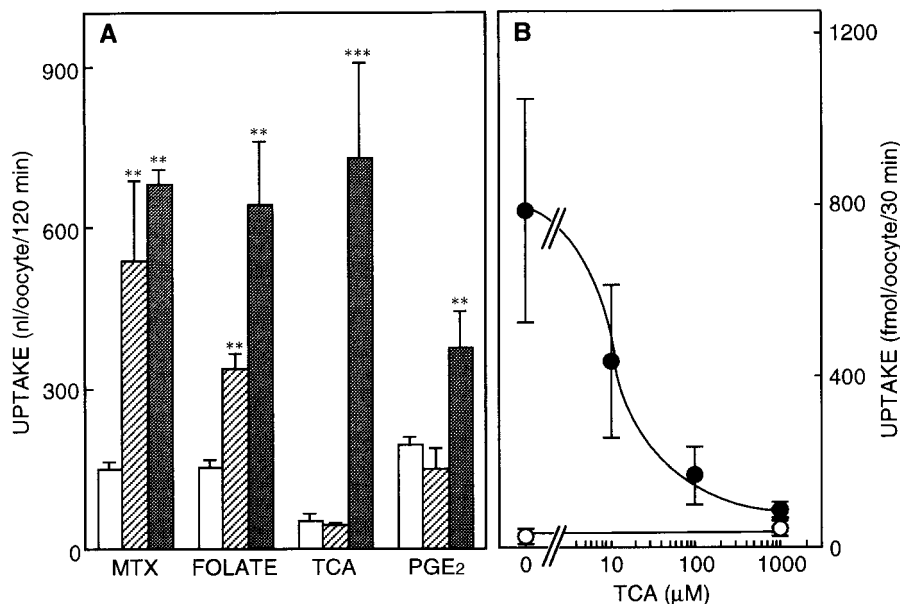 A
UPTAKE (nl/oocyte/120 min)
900
600
300
0
** **
**
**
***
**
MTX FOLATE TCA PGE2
B
1200
800
400
0
UPTAKE (fmol/oocyte/30 min)
0 10 100 1000
TCA (μM)